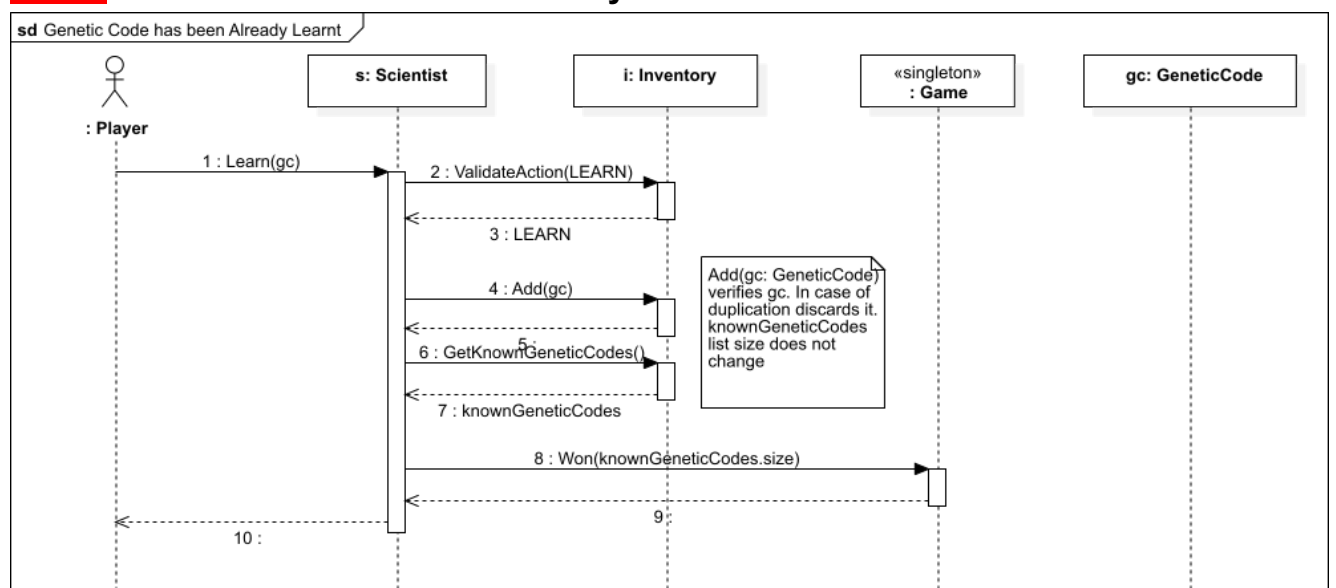 sd Genetic Code has been Already Learnt
: Player
s: Scientist
i: Inventory
«singleton»
: Game
gc: GeneticCode
1 : Learn(gc)
2 : ValidateAction(LEARN)
3 : LEARN
4 : Add(gc)
5 :
6 : GetKnownGeneticCodes()
7 : knownGeneticCodes
Add(gc: GeneticCode)
verifies gc. In case of
duplication discards it.
knownGeneticCodes
list size does not
change
8 : Won(knownGeneticCodes.size)
9 :
10 :